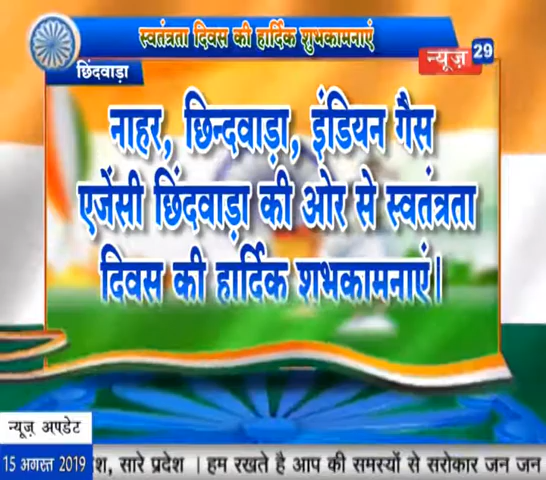 स्वतंत्रता दिवस की हार्दिक शुभकामनाएं
न्यूज़ 29
छिंदवाड़ा
नाहर, छिन्दवाड़ा, इंडियन गैस
एजेंसी छिंदवाड़ा की ओर से स्वतंत्रता
दिवस की हार्दिक शभकामनाएं।
न्यूज़ अपडेट
15 अगस्त 2019 श, सारे प्रदेश । हम रखते है आप की समस्यों से सरोकार जन जन